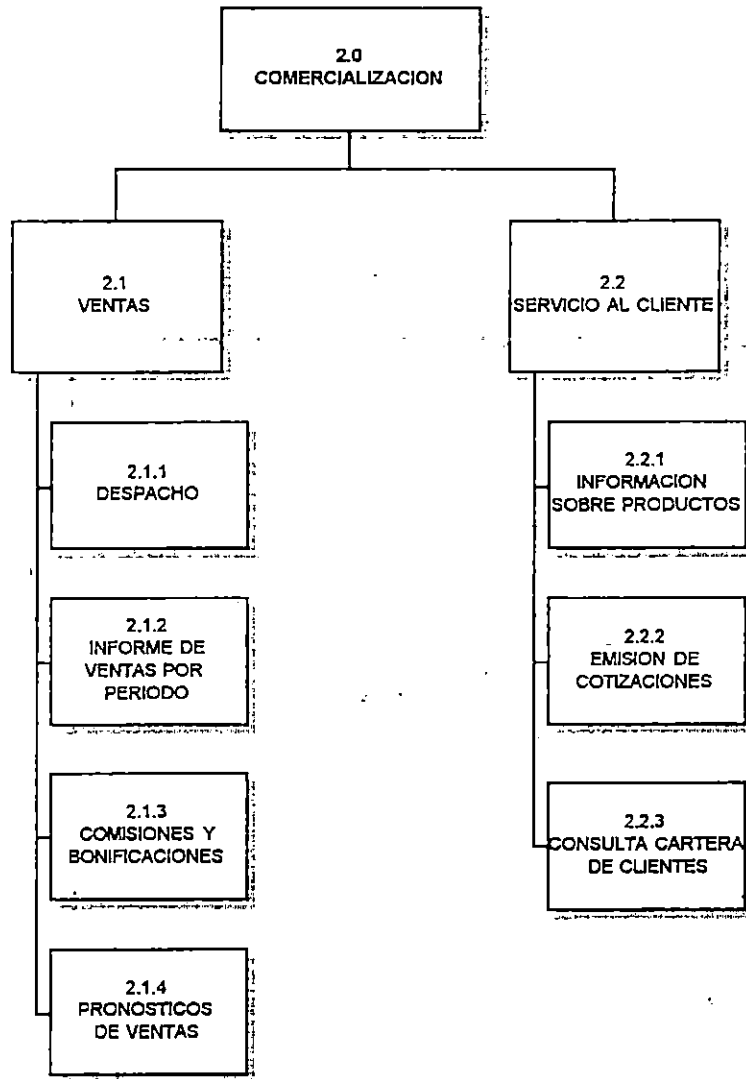 2.0
COMERCIALIZACION
2.1
VENTAS
2.2
SERVICIO AL CLIENTE
2.1.1
DESPACHO
2.1.2
INFORME DE
VENTAS POR
PERIODO
2.1.3
COMISIONES Y
BONIFICACIONES
2.1.4
PRONOSTICOS
DE VENTAS
2.2.1
INFORMACION
SOBRE PRODUCTOS
2.2.2
EMISION DE
COTIZACIONES
2.2.3
CONSULTA CARTERA
DE CLIENTES